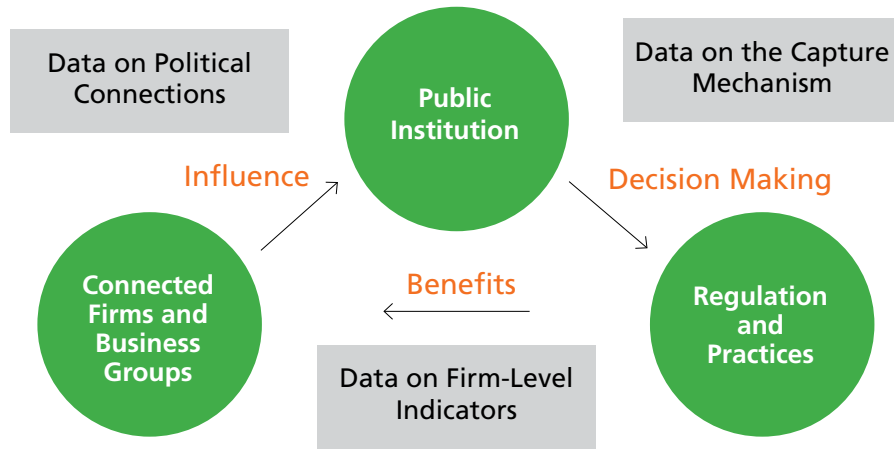 Data on Political
Connections
Public
Institution
Data on the Capture
Mechanism
Influence
Decision Making
Connected
Firms and
Business
Groups
Benefits
Regulation
and
Practices
Data on Firm-Level
Indicators